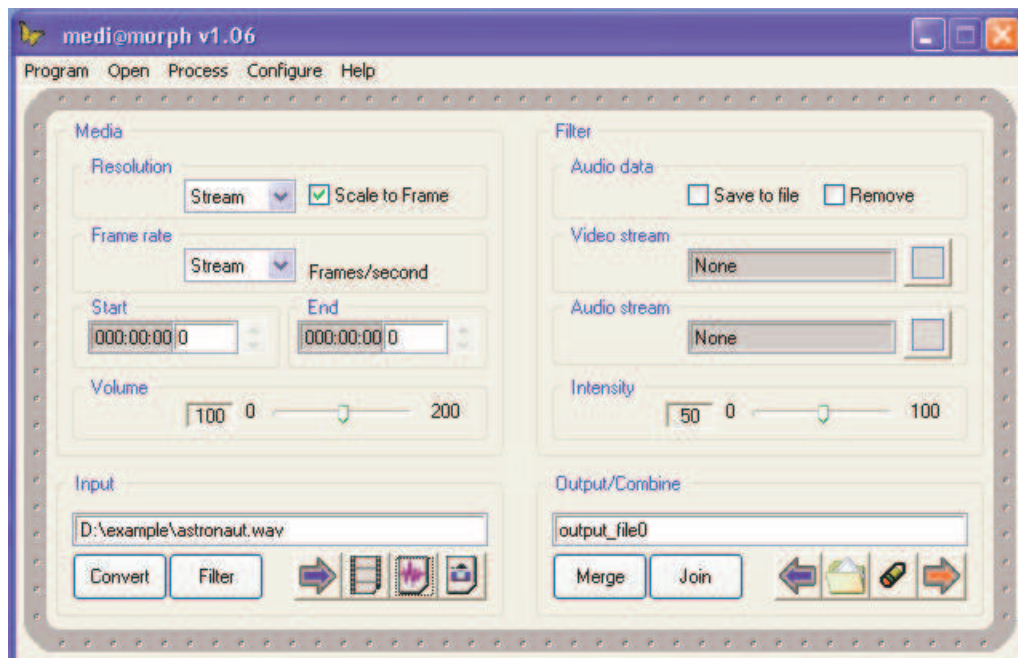 medi@morph v1.06
Program Open Process Configure Help
Media
Resolution
Stream Scale to Frame
Frame rate
Stream Frames/second
Start End
000:00:00 0 000:00:00 0
Volume
100 0 200
Filter
Audio data
Save to file Remove
Video stream
None
Audio stream
None
Intensity
50 0 100
Input
D:\example\astronaut.wav
Convert Filter
Output/Combine
output_file0
Merge Join